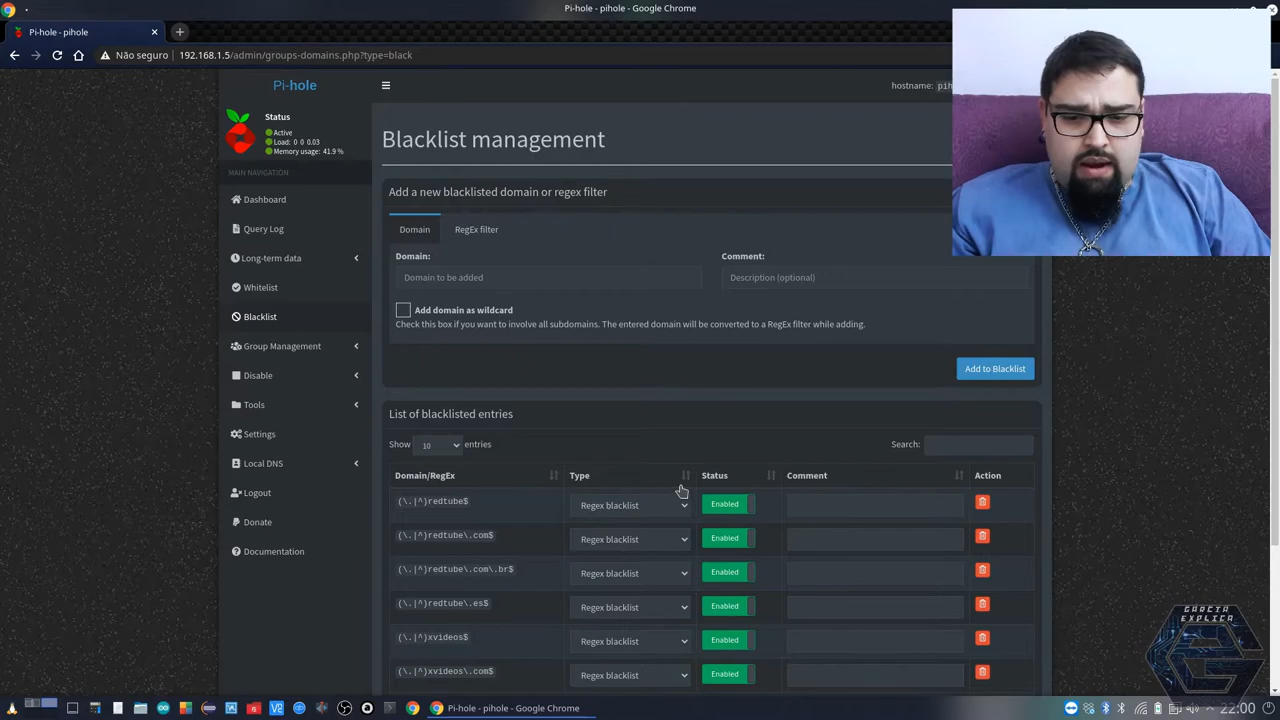 Pi-hole - pihole - Google Chrome
Pi-hole - pihole
Não seguro
192.168.1.5/admin/groups-domains.php?type=black
Pi-hole
hostname:
Status
Active
Load: 0 0 0.03
Memory usage: 41.9 %
MAIN NAVIGATION
Dashboard
Query Log
Long-term data
Whitelist
Blacklist
Group Management
Disable
Tools
Settings
Local DNS
Logout
Donate
Documentation
Blacklist management
Add a new blacklisted domain or regex filter
Domain
RegEx filter
Domain:
Comment:
Domain to be added
Description (optional)
Add domain as wildcard
Check this box if you want to involve all subdomains. The entered domain will be converted to a RegEx filter while adding.
Add to Blacklist
List of blacklisted entries
Show 10 entries
Search:
Domain/RegEx Type Status Comment Action
(\.|^)redtube$ Regex blacklist Enabled
(\.|^)redtube\.com$ Regex blacklist Enabled
(\.|^)redtube\.com\.br$ Regex blacklist Enabled
(\.|^)redtube\.es$ Regex blacklist Enabled
(\.|^)xvideos$ Regex blacklist Enabled
(\.|^)xvideos\.com$ Regex blacklist Enabled
GARCIA
EXPLICA
Pi-hole - pihole - Google Chrome
22:00